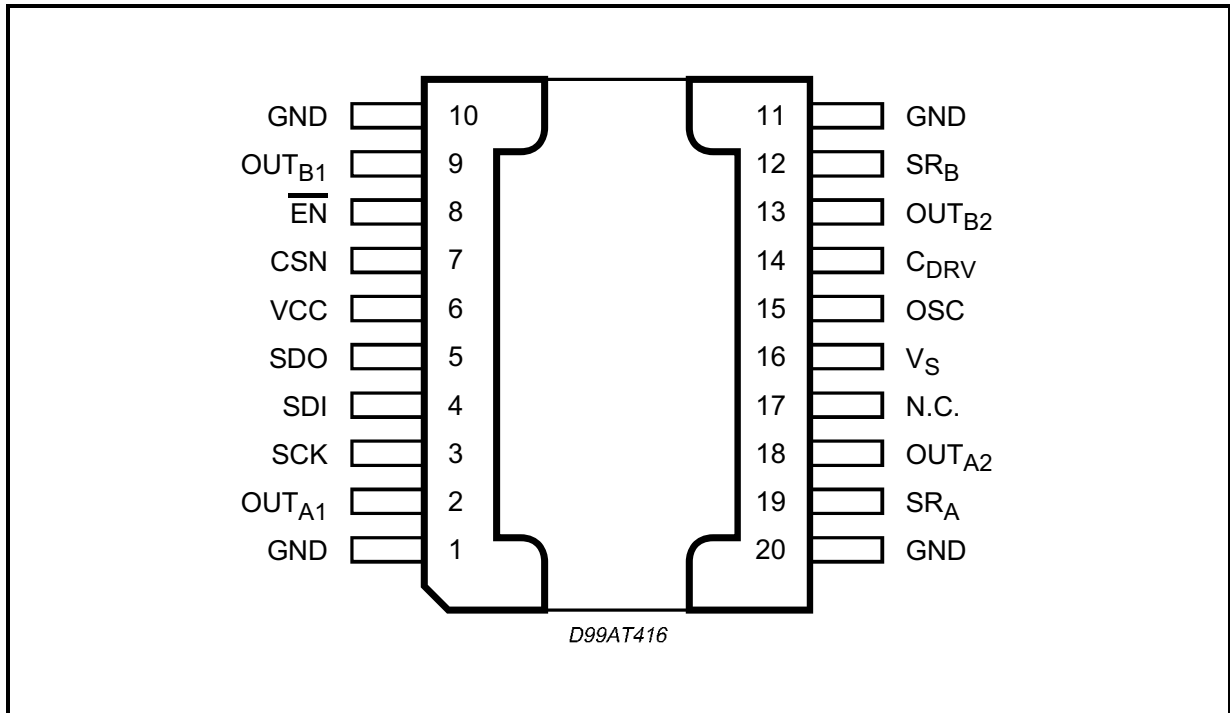 GND 10 11 GND
OUTB1 9 12 SRB
EN 8 13 OUTB2
CSN 7 14 CDRV
VCC 6 15 OSC
SDO 5 16 VS
SDI 4 17 N.C.
SCK 3 18 OUTA2
OUTA1 2 19 SRA
GND 1 20 GND
D99AT416